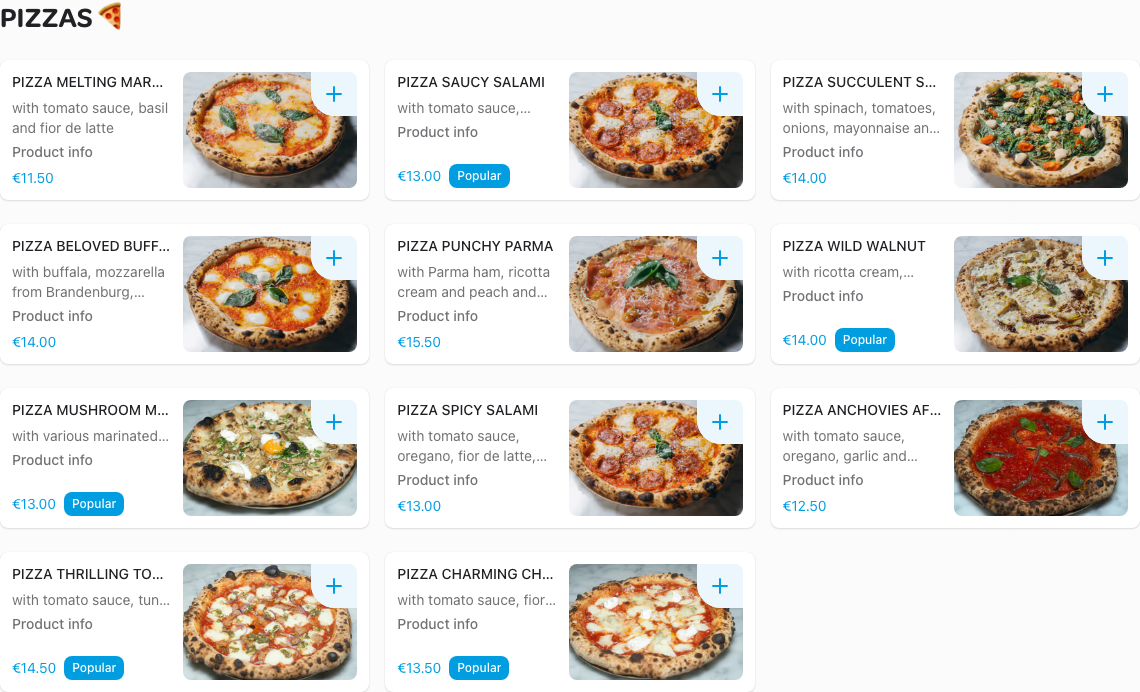 PIZZAS 🍕
PIZZA MELTING MAR...
with tomato sauce, basil
and fior de latte
Product info
€11.50
PIZZA SAUCY SALAMI
with tomato sauce,...
Product info
€13.00 Popular
PIZZA SUCCULENT S...
with spinach, tomatoes,
onions, mayonnaise an...
Product info
€14.00
PIZZA BELOVED BUFF...
with buffala, mozzarella
from Brandenburg,...
Product info
€14.00
PIZZA PUNCHY PARMA
with Parma ham, ricotta
cream and peach and...
Product info
€15.50
PIZZA WILD WALNUT
with ricotta cream,...
Product info
€14.00 Popular
PIZZA MUSHROOM M...
with various marinated...
Product info
€13.00 Popular
PIZZA SPICY SALAMI
with tomato sauce,
oregano, fior de latte,...
Product info
€13.00
PIZZA ANCHOVIES AF...
with tomato sauce,
oregano, garlic and...
Product info
€12.50
PIZZA THRILLING TO...
with tomato sauce, tun...
Product info
€14.50 Popular
PIZZA CHARMING CH...
with tomato sauce, fior...
Product info
€13.50 Popular